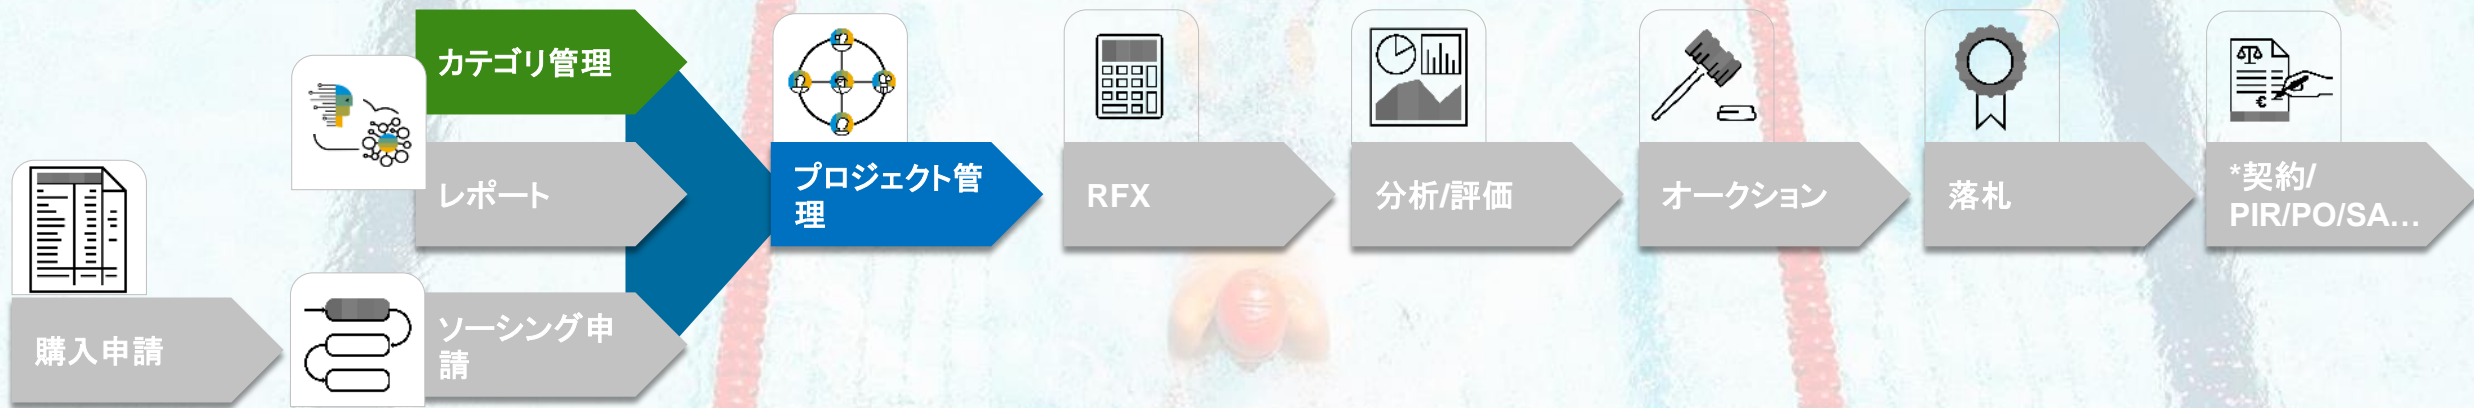 カテゴリ管理
レポート
購入申請
ソーシング申
請
プロジェクト管
理
RFX
分析/評価
オークション
落札
*契約/
PIR/PO/SA...
€